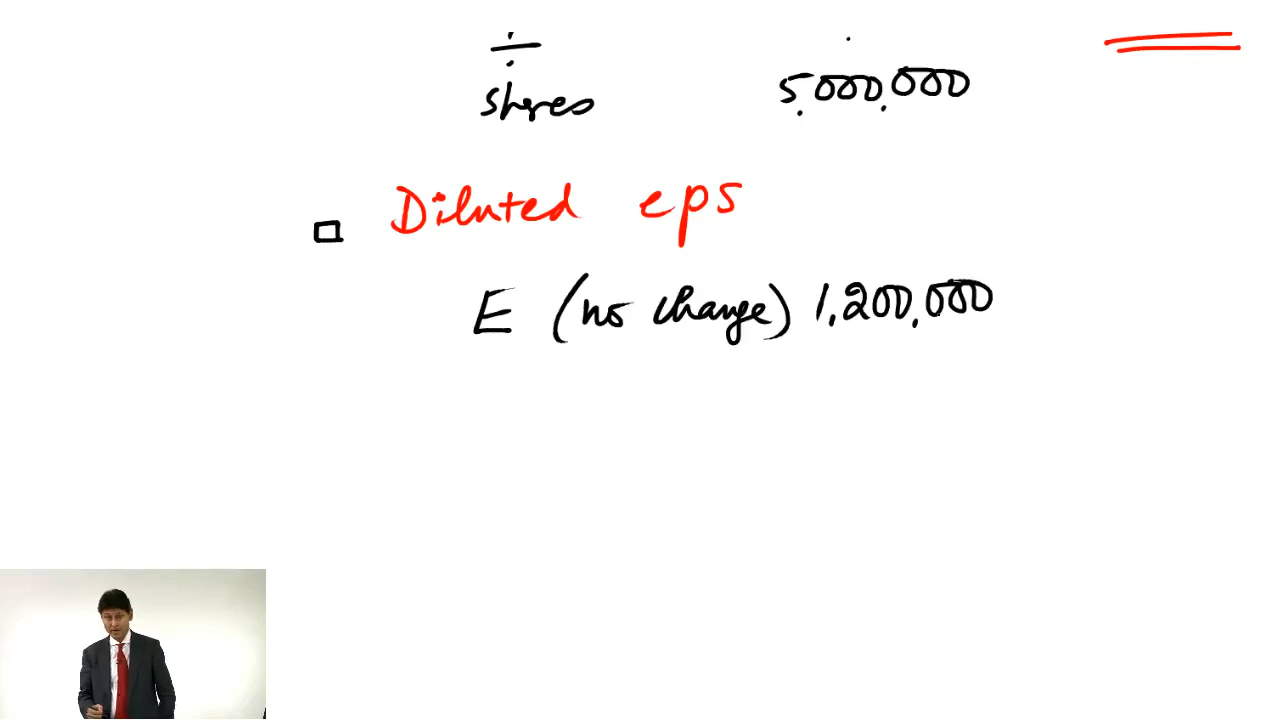 ÷
shares 5,000,000
Diluted eps
E (no change) 1,200,000